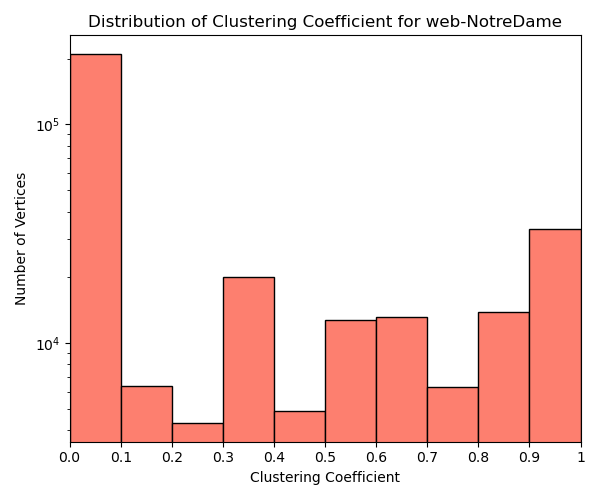 Distribution of Clustering Coefficient for web-NotreDame
Number of Vertices
10^5
10^4
0.0 0.1 0.2 0.3 0.4 0.5 0.6 0.7 0.8 0.9 1
Clustering Coefficient